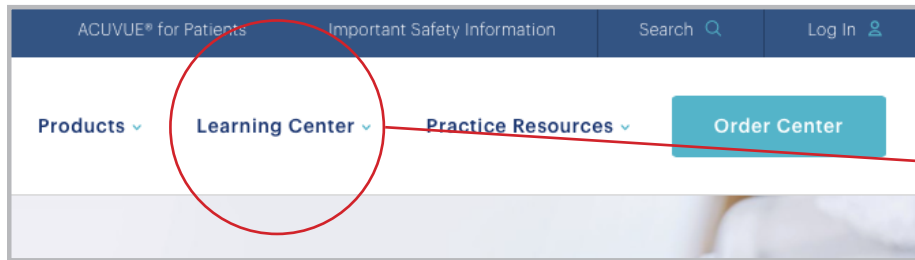 ACUVUE® for Patients Important Safety Information Search Log In
Products Learning Center Practice Resources Order Center